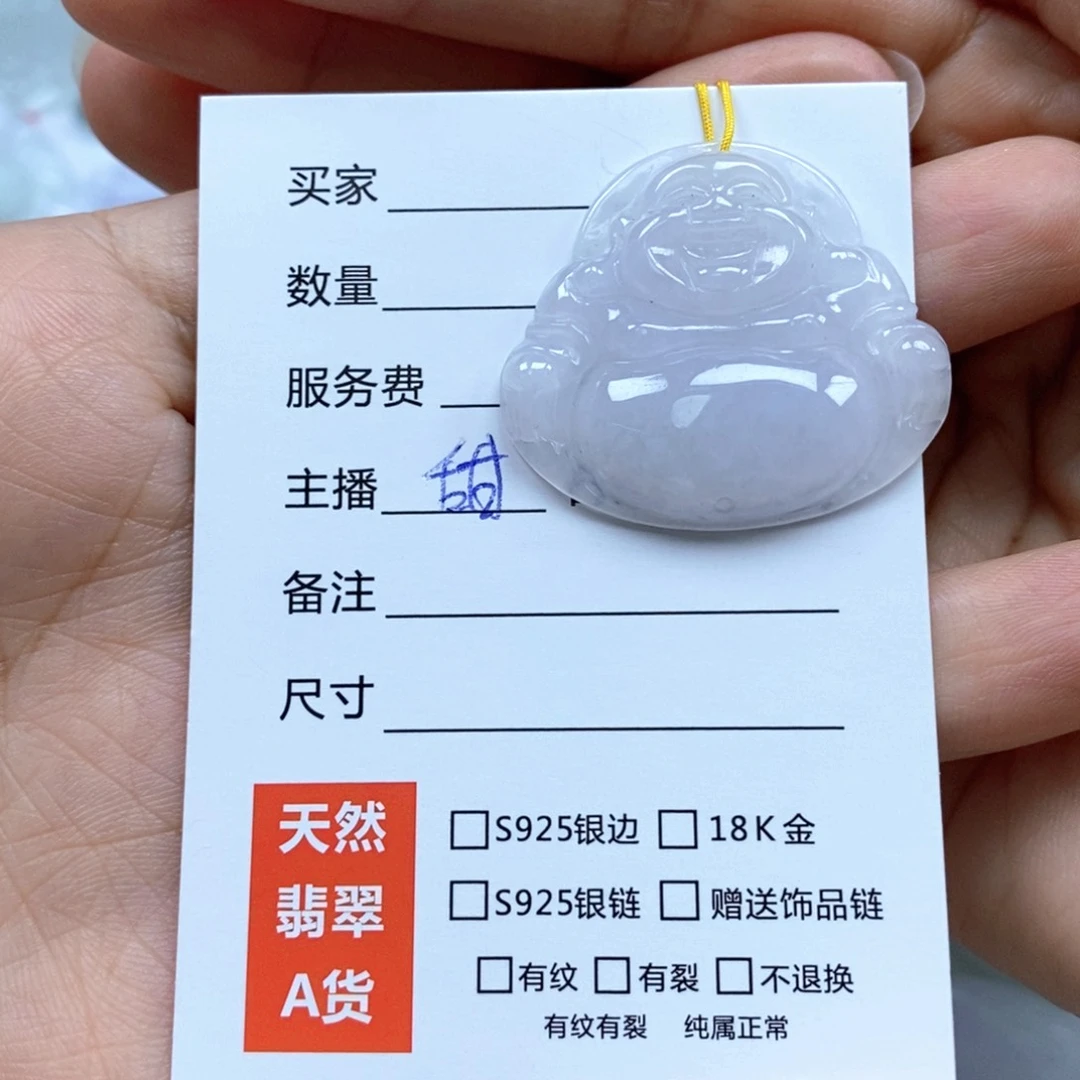 买家
数量
服务费
主播 甜
备注
尺寸
天然
翡翠
A货
□S925银边 □18K金
□S925银链 □赠送饰品链
□有纹 □有裂 □不退换
有纹有裂 纯属正常